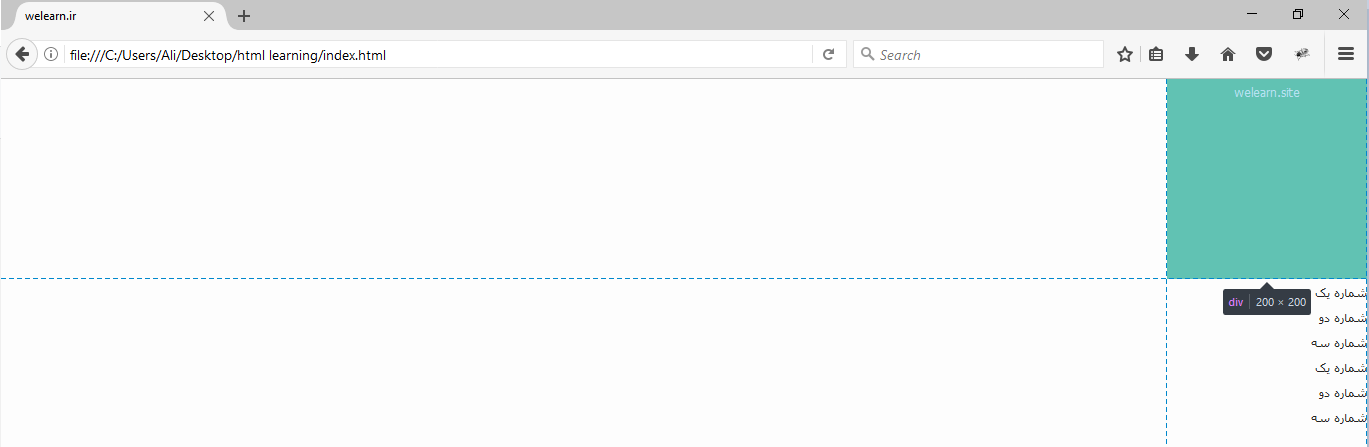 welearn.ir
file:///C:/Users/Ali/Desktop/html learning/index.html
Search
welearn.site
div 200 × 200
شماره یک
شماره دو
شماره سه
شماره یک
شماره دو
شماره سه